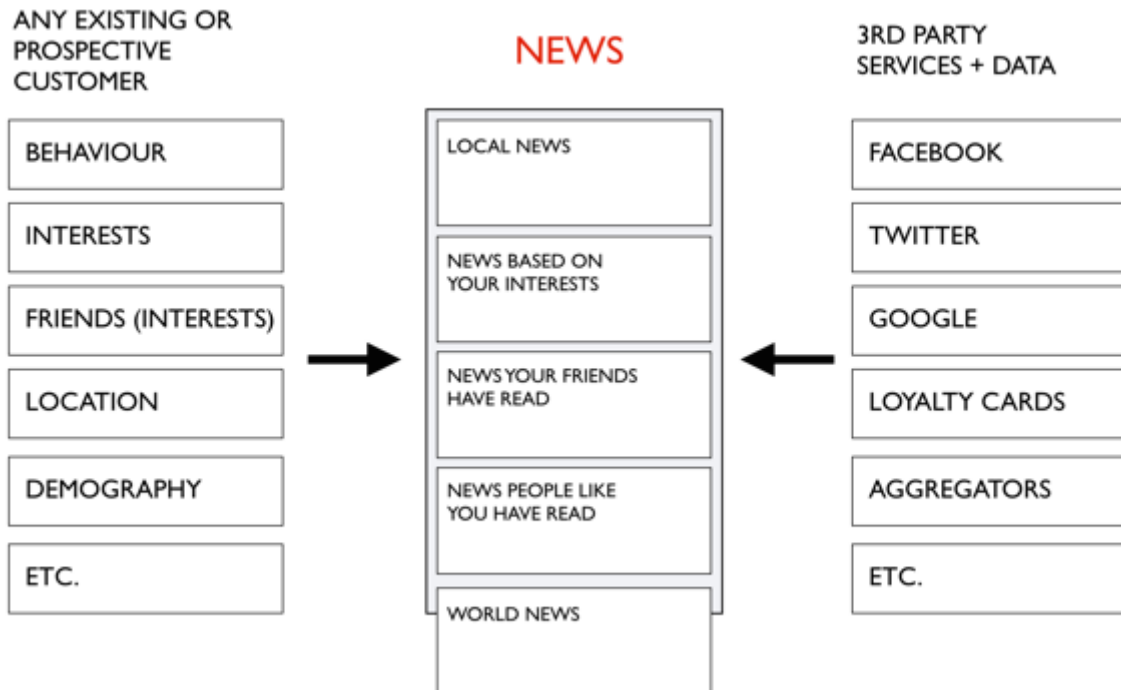 ANY EXISTING OR
PROSPECTIVE
CUSTOMER
BEHAVIOUR
INTERESTS
FRIENDS (INTERESTS)
LOCATION
DEMOGRAPHY
ETC.
NEWS
LOCAL NEWS
NEWS BASED ON
YOUR INTERESTS
NEWS YOUR FRIENDS
HAVE READ
NEWS PEOPLE LIKE
YOU HAVE READ
WORLD NEWS
3RD PARTY
SERVICES + DATA
FACEBOOK
TWITTER
GOOGLE
LOYALTY CARDS
AGGREGATORS
ETC.